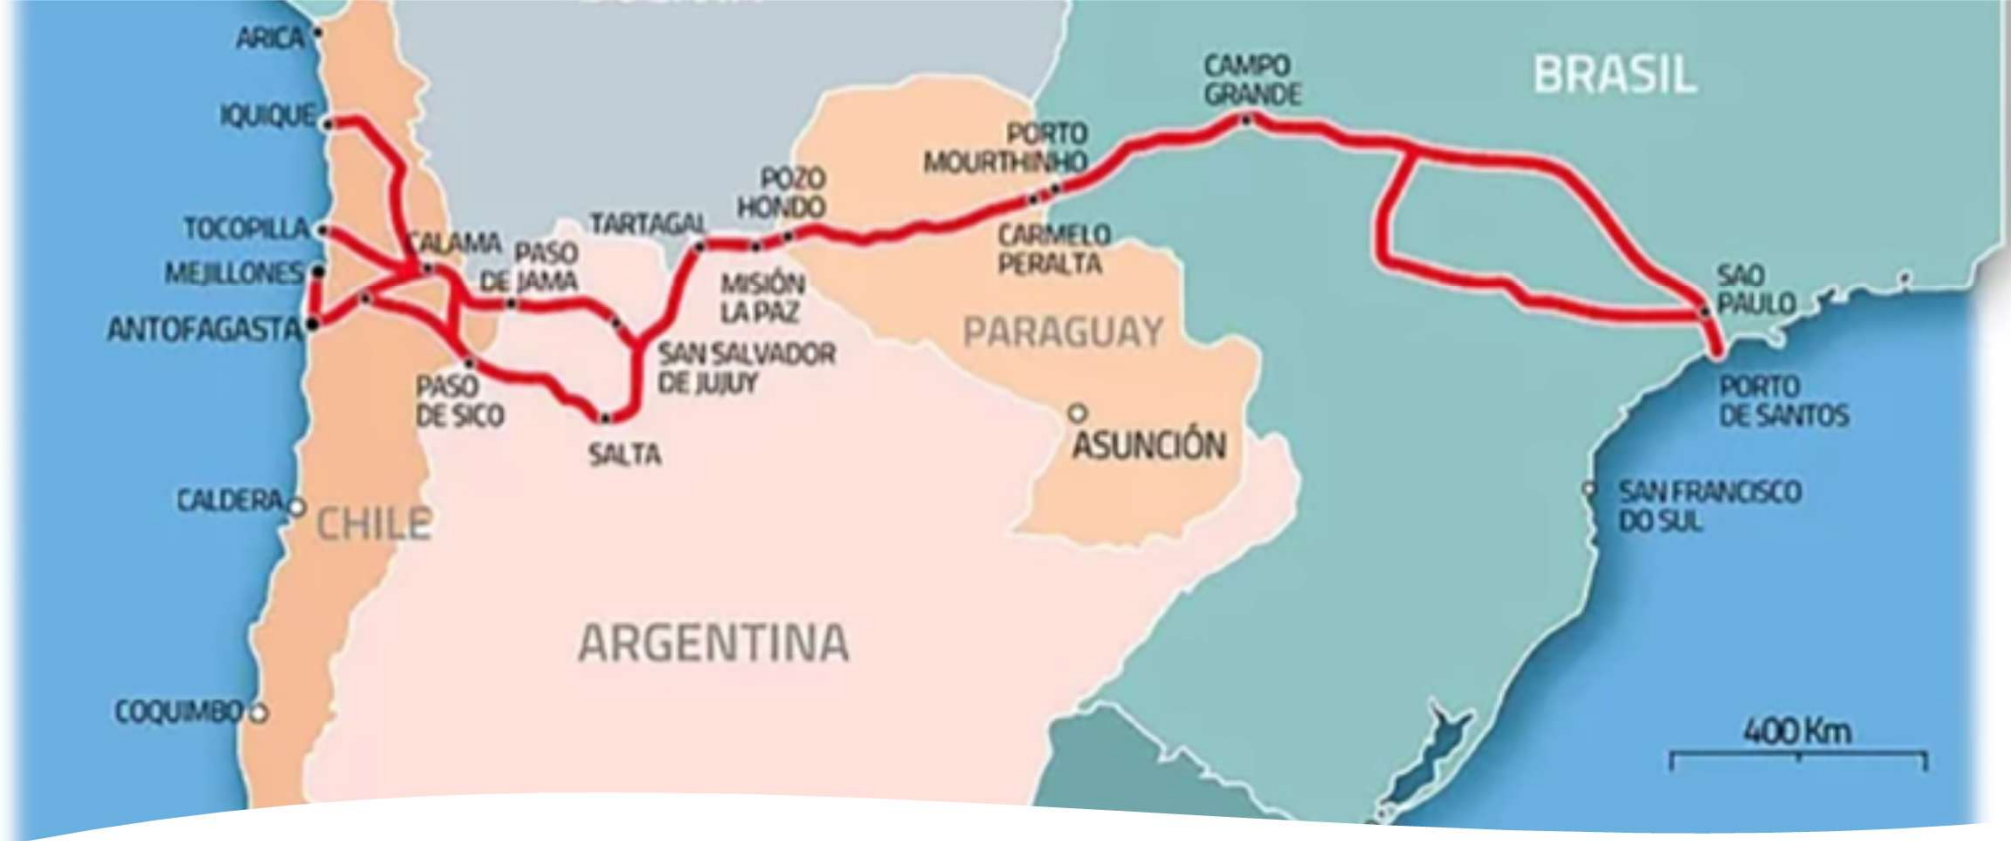 ARICA
IQUIQUE
TOCOPILLA
MEJILLONES
ANTOFAGASTA
CALAMA
PASO
DE JAMA
PASO
DE SICO
SALTA
TARTAGAL
POZO
HONDO
MISIÓN
LA PAZ
SAN SALVADOR
DE JUJUY
PORTO
MOURTHINHO
CARMELO
PERALTA
CAMPO
GRANDE
BRASIL
PARAGUAY
ASUNCIÓN
SAO
PAULO
PORTO
DE SANTOS
SAN FRANCISCO
DO SUL
CALDERA
CHILE
ARGENTINA
COQUIMBO
400 Km